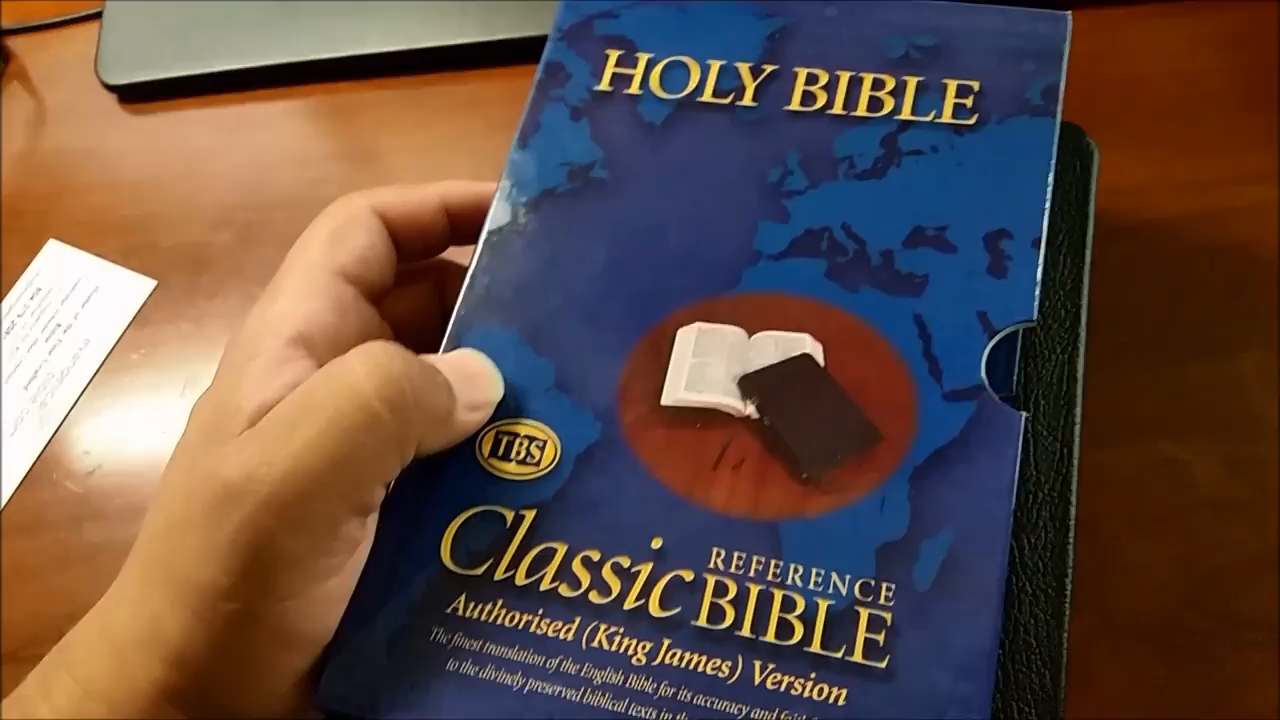 HOLY BIBLE
TBS
Classic REFERENCE BIBLE
Authorised (King James) Version
The finest translation of the English Bible for its accuracy and
to the divinely preserved biblical texts in